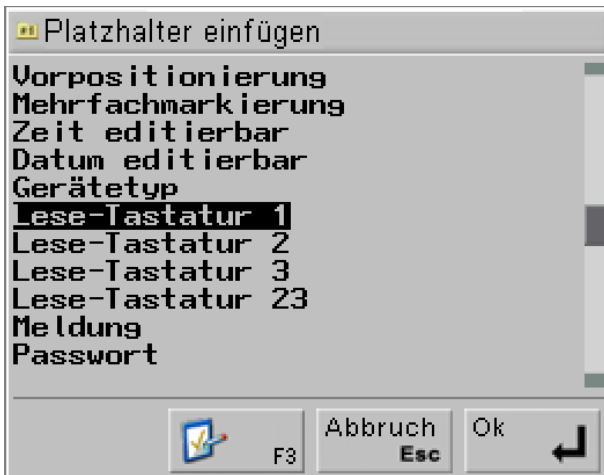 Platzhalter einfügen
Vorpositionierung
Mehrfachmarkierung
Zeit editierbar
Datum editierbar
Gerätetyp
Lese-Tastatur 1
Lese-Tastatur 2
Lese-Tastatur 3
Lese-Tastatur 23
Meldung
Passwort
F3
Abbruch
Esc
Ok